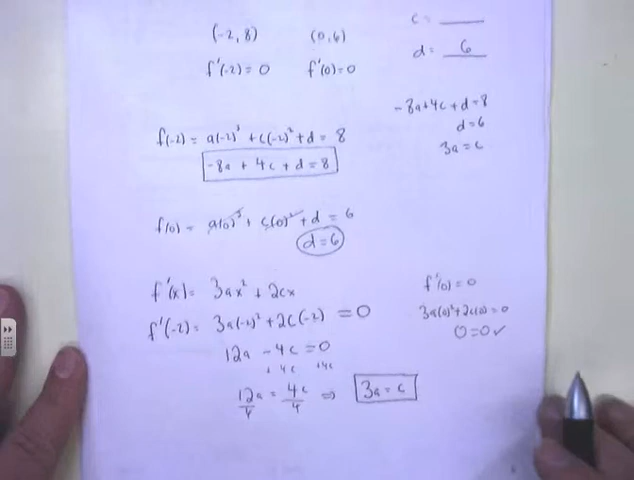 (-2, 8) (0, 6)
f'(-2) = 0 f'(0) = 0
c = ____
d = 6
-8a + 4c + d = 8
d = 6
3a = c
f(-2) = a(-2)³ + c(-2)² + d = 8
-8a + 4c + d = 8
f(0) = a(0)³ + c(0)² + d = 6
d = 6
f'(x) = 3ax² + 2cx
f'(-2) = 3a(-2)² + 2c(-2) = 0
12a - 4c = 0
+4c +4c
12a/4 = 4c/4 ⇒ 3a = c
f'(0) = 0
3a(0)² + 2c(0) = 0
0 = 0 ✓